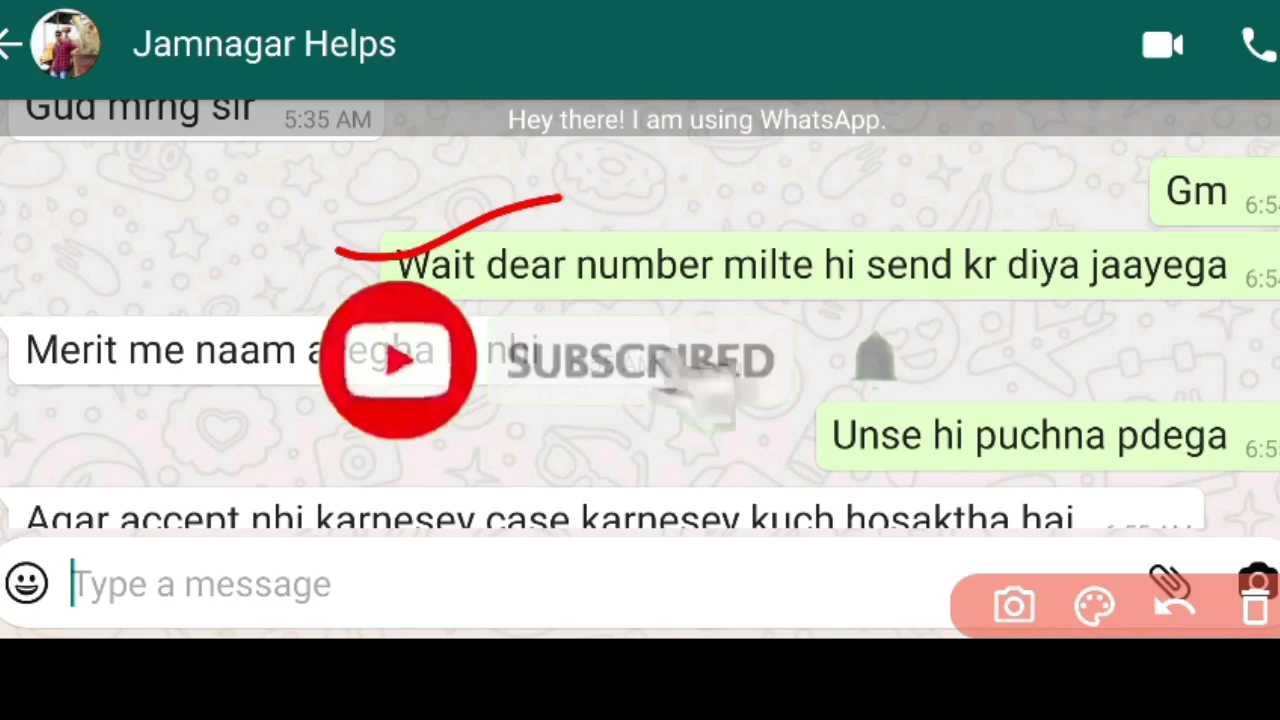 Jamnagar Helps
Gud mrng sir 5:35 AM
Hey there! I am using WhatsApp.
Gm
Wait dear number milte hi send kr diya jaayega
Merit me naam
SUBSCRIBED
Unse hi puchna pdega
Agar accept nhi karnesey case karnesey kuch hosaktha hai
Type a message